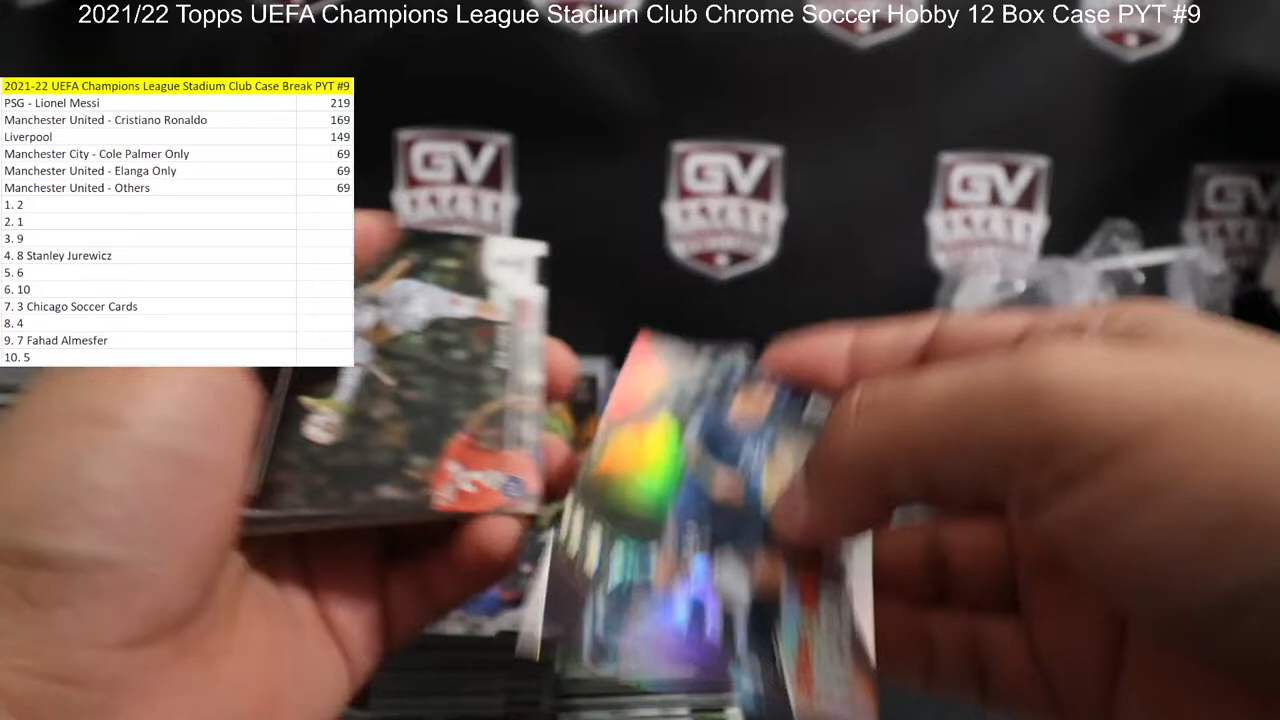 2021/22 Topps UEFA Champions League Stadium Club Chrome Soccer Hobby 12 Box Case PYT #9
2021-22 UEFA Champions League Stadium Club Case Break PYT #9
PSG - Lionel Messi 219
Manchester United - Cristiano Ronaldo 169
Liverpool 149
Manchester City - Cole Palmer Only 69
Manchester United - Elanga Only 69
Manchester United - Others 69
1. 2
2. 1
3. 9
4. 8 Stanley Jurewicz
5. 6
6. 10
7. 3 Chicago Soccer Cards
8. 4
9. 7 Fahad Almesfer
10. 5
GV
GV
GV